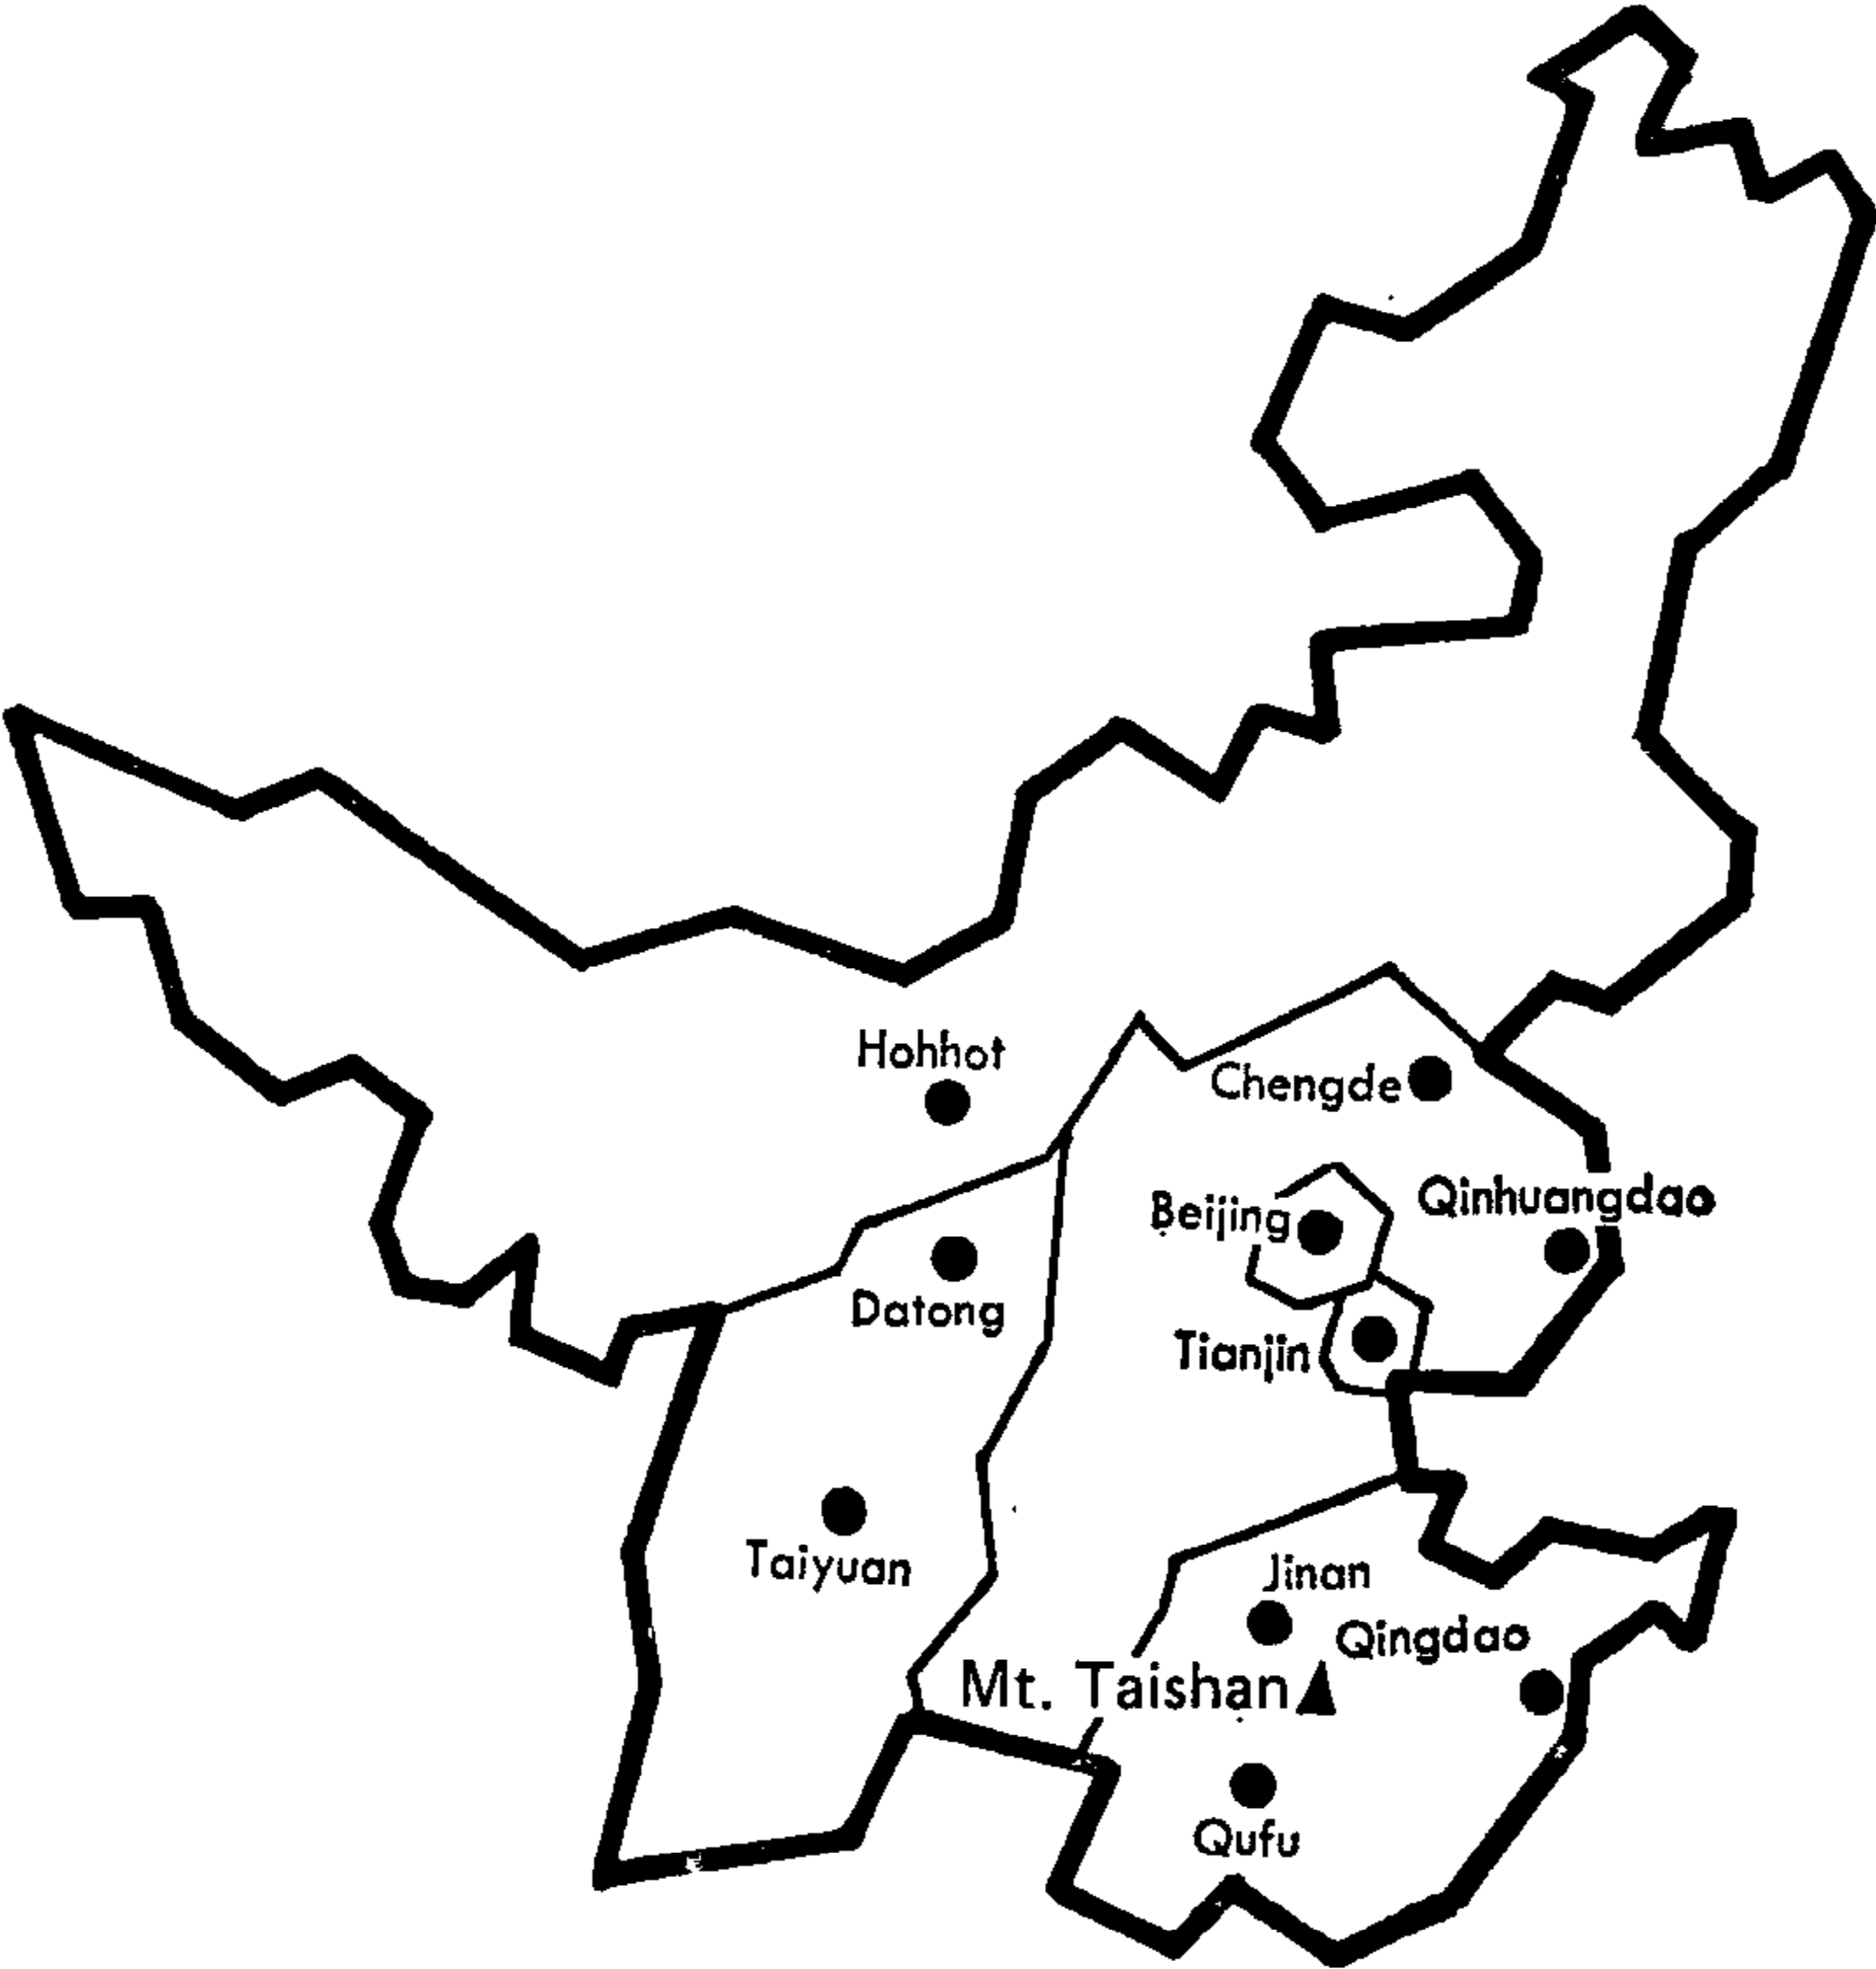 Hohhot
Chengde
Beijing
Qinhuangdao
Datong
Tianjin
Taiyuan
Jinan
Qingdao
Mt. Taishan
Qufu